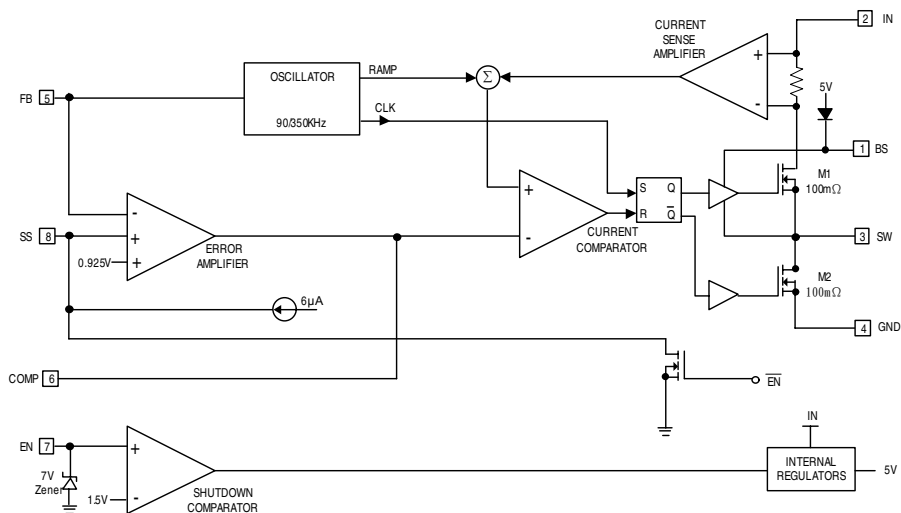 CURRENT
SENSE
AMPLIFIER
2 IN
+
-
OSCILLATOR
90/350KHz
RAMP
CLK
Σ
FB 5
5V
1 BS
M1
100mΩ
S Q
R Q̅
+
-
CURRENT
COMPARATOR
-
+
+
SS 8
0.925V
ERROR
AMPLIFIER
3 SW
M2
100mΩ
6µA
4 GND
COMP 6
E̅N̅
EN 7
+
-
7V
Zener
1.5V
SHUTDOWN
COMPARATOR
IN
INTERNAL
REGULATORS
5V